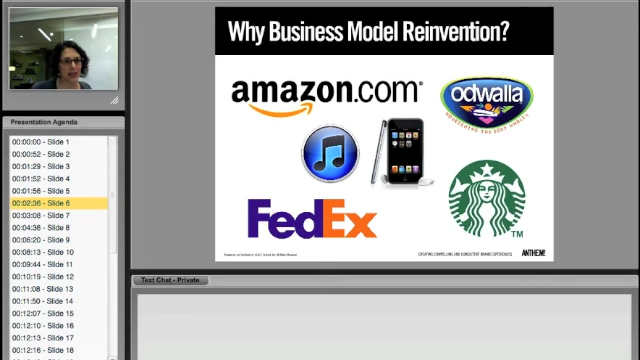 Why Business Model Reinvention?
amazon.com®
odwalla
FedEx
TM
CREATING COMPELLING AND CONSISTENT BRAND EXPERIENCES
ANTHEM!
Presentation Agenda
00:00:00 - Slide 1
00:00:52 - Slide 2
00:01:29 - Slide 3
00:01:52 - Slide 4
00:01:56 - Slide 5
00:02:36 - Slide 6
00:03:08 - Slide 7
00:04:36 - Slide 8
00:06:20 - Slide 9
00:08:13 - Slide 10
00:09:44 - Slide 11
00:10:19 - Slide 12
00:11:08 - Slide 13
00:11:50 - Slide 14
00:12:07 - Slide 15
00:12:10 - Slide 16
00:12:13 - Slide 17
00:12:16 - Slide 18
Text Chat - Private